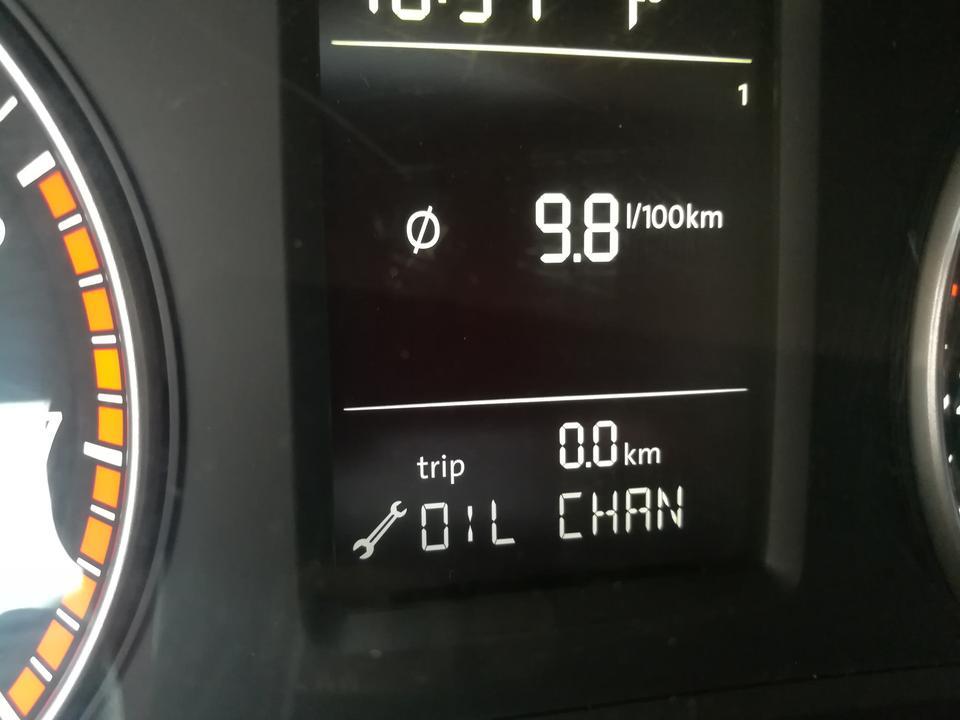 1
Ø 9.8 l/100km
trip 0.0 km
OIL CHAN